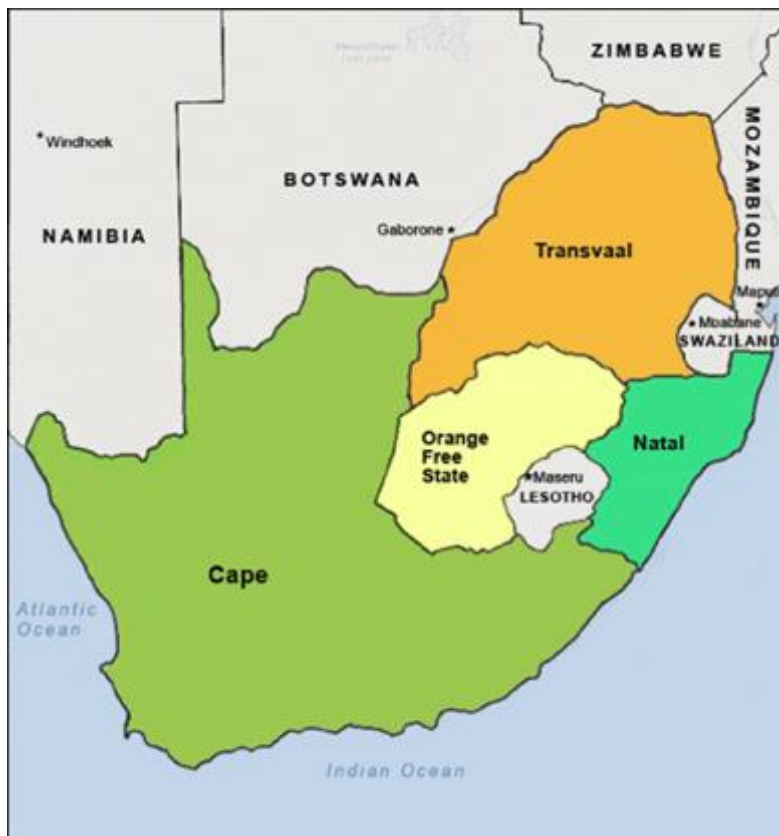 ZIMBABWE
Windhoek
MOZAMBIQUE
BOTSWANA
NAMIBIA
Gaborone
Transvaal
Mbabane
SWAZILAND
Orange
Free
State
Natal
Maseru
LESOTHO
Cape
Atlantic
Ocean
Indian Ocean